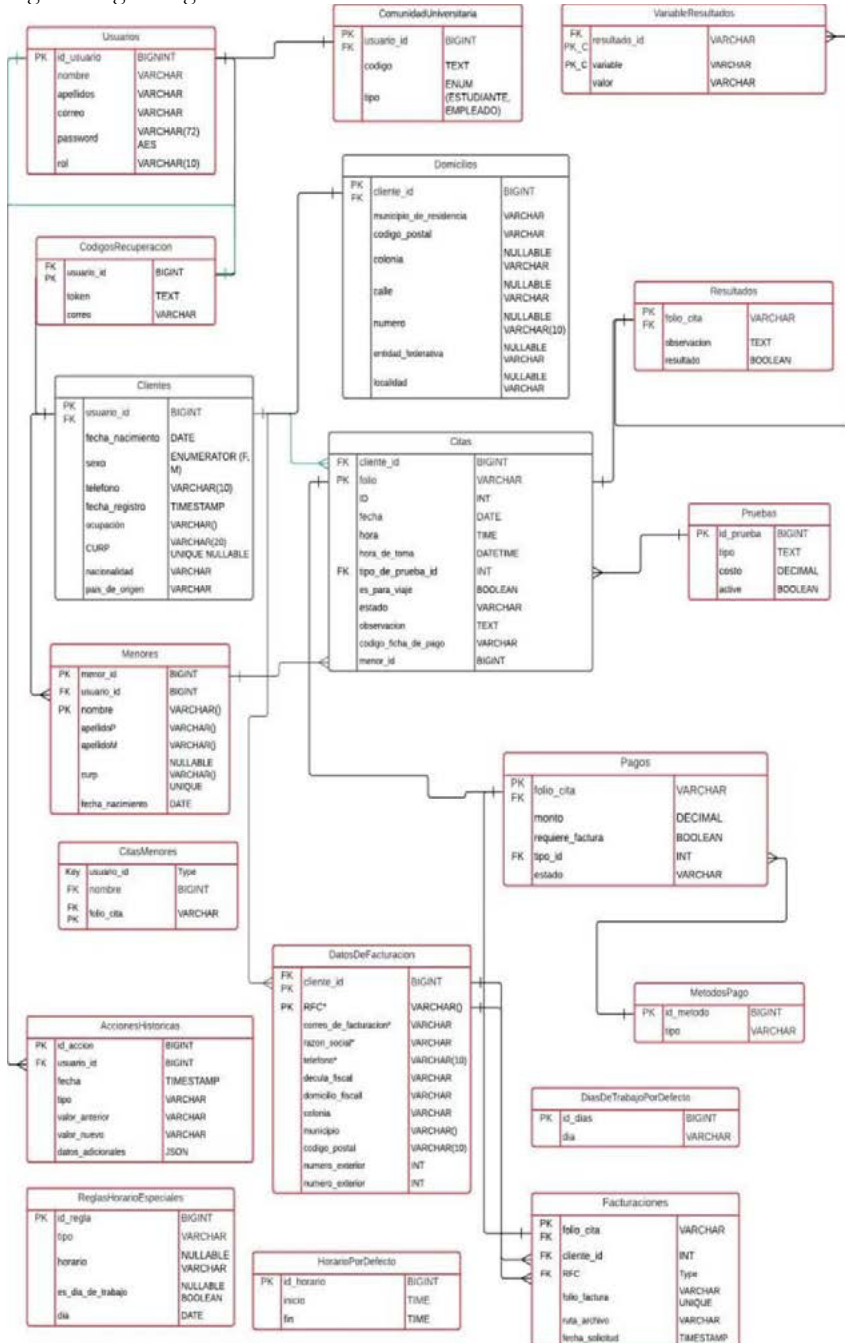 Usuarios
PK id_usuario BIGNINT
nombre VARCHAR
apellidos VARCHAR
correo VARCHAR
password VARCHAR(72) AES
rol VARCHAR(10)
ComunidadUniversitaria
PK FK usuario_id BIGINT
codigo TEXT
tipo ENUM (ESTUDIANTE, EMPLEADO)
VariableResultados
FK PK_C resultado_id VARCHAR
PK_C variable VARCHAR
valor VARCHAR
CodigosRecuperacion
FK PK usuario_id BIGINT
token TEXT
correo VARCHAR
Domicilios
PK FK cliente_id BIGINT
municipio_de_residencia VARCHAR
codigo_postal VARCHAR
colonia NULLABLE VARCHAR
calle NULLABLE VARCHAR
numero NULLABLE VARCHAR(10)
entidad_federativa NULLABLE VARCHAR
localidad NULLABLE VARCHAR
Resultados
PK FK folio_cita VARCHAR
observacion TEXT
resultado BOOLEAN
Clientes
PK FK usuario_id BIGINT
fecha_nacimiento DATE
sexo ENUMERATOR (F, M)
telefono VARCHAR(10)
fecha_registro TIMESTAMP
ocupación VARCHAR()
CURP VARCHAR(20) UNIQUE NULLABLE
nacionalidad VARCHAR
pais_de_origen VARCHAR
Citas
FK cliente_id BIGINT
PK folio VARCHAR
ID INT
fecha DATE
hora TIME
hora_de_toma DATETIME
FK tipo_de_prueba_id INT
es_para_viaje BOOLEAN
estado VARCHAR
observacion TEXT
codigo_ficha_de_pago VARCHAR
menor_id BIGINT
Pruebas
PK id_prueba BIGINT
tipo TEXT
costo DECIMAL
active BOOLEAN
Menores
PK menor_id BIGINT
FK usuario_id BIGINT
PK nombre VARCHAR()
apellidoP VARCHAR()
apellidoM VARCHAR()
curp NULLABLE VARCHAR() UNIQUE
fecha_nacimiento DATE
Pagos
PK FK folio_cita VARCHAR
monto DECIMAL
requiere_factura BOOLEAN
FK tipo_id INT
estado VARCHAR
CitasMenores
Key usuario_id Type
FK nombre BIGINT
FK PK folio_cita VARCHAR
DatosDeFacturacion
FK PK cliente_id BIGINT
PK RFC* VARCHAR()
correo_de_facturacion* VARCHAR
razon_social* VARCHAR
telefono* VARCHAR(10)
decula_fiscal VARCHAR
domicilio_fiscall VARCHAR
colonia VARCHAR
municipio VARCHAR()
codigo_postal VARCHAR(10)
numero_exterior INT
numero_exterior INT
MetodosPago
PK id_metodo BIGINT
tipo VARCHAR
AccionesHistoricas
PK id_accion BIGINT
FK usuario_id BIGINT
fecha TIMESTAMP
tipo VARCHAR
valor_anterior VARCHAR
valor_nuevo VARCHAR
datos_adicionales JSON
DiasDeTrabajoPorDefecto
PK id_dias BIGINT
dia VARCHAR
ReglasHorarioEspeciales
PK id_regla BIGINT
tipo VARCHAR
horario NULLABLE VARCHAR
es_dia_de_trabajo NULLABLE BOOLEAN
dia DATE
HorarioPorDefecto
PK id_horario BIGINT
inicio TIME
fin TIME
Facturaciones
PK FK folio_cita VARCHAR
FK cliente_id INT
FK RFC Type
folio_factura VARCHAR UNIQUE
ruta_archivo VARCHAR
fecha_solicitud TIMESTAMP